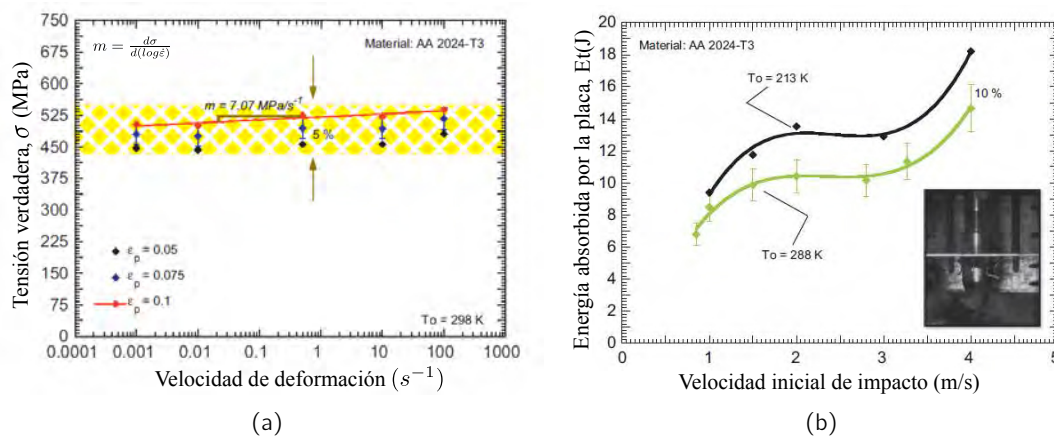 750
675
600
525
450
375
300
225
150
75
0
Tensión verdadera, σ (MPa)
m = dσ / d(log ε̇)
Material: AA 2024-T3
m = 7.07 MPa/s⁻¹
5 %
ε_p = 0.05
ε_p = 0.075
ε_p = 0.1
To = 298 K
0.0001 0.001 0.01 0.1 1 10 100 1000
Velocidad de deformación (s⁻¹)
(a)
20
18
16
14
12
10
8
6
4
2
0
Energía absorbida por la placa, Et(J)
Material: AA 2024-T3
To = 213 K
10 %
To = 288 K
0 1 2 3 4 5
Velocidad inicial de impacto (m/s)
(b)